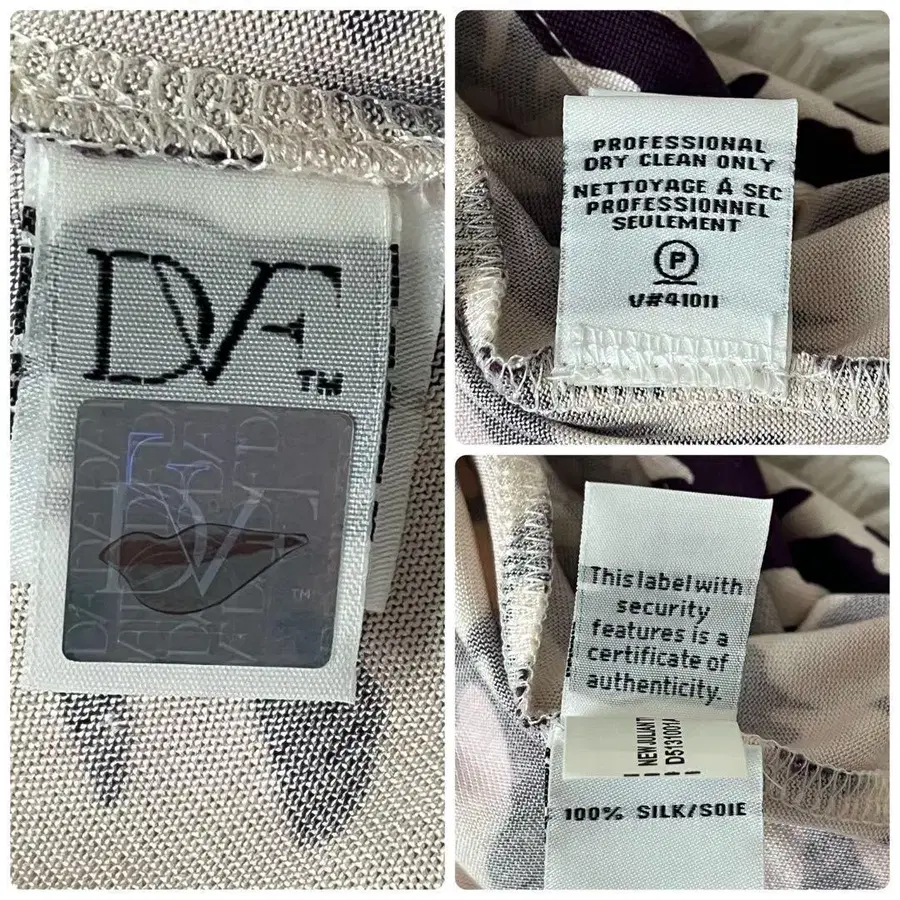 DVF
TM
DVF
TM
PROFESSIONAL
DRY CLEAN ONLY
NETTOYAGE À SEC
PROFESSIONNEL
SEULEMENT
P
V#41011
This label with
security
features is a
certificate of
authenticity.
NEW JULIAN T
D5131001A
100% SILK/SOIE